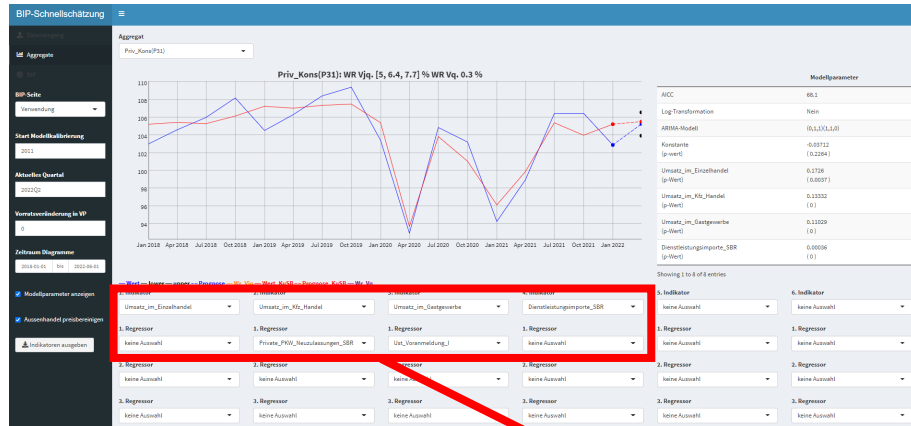 BIP-Schnellschätzung
Aggregate
BIP-Seite
Verwendung
Start Modellkalibrierung
2011
Aktuelles Quartal
2022Q2
Vorratsveränderung in VP
0
Zeitraum Diagramme
2018-01-01 bis 2022-06-01
Modellparameter anzeigen
Aussenhandel preisbereinigen
Indikatoren ausgeben
Aggregat
Priv_Kons(P31)
Priv_Kons(P31): WR Vjq. [5, 6.4, 7.7] % WR Vq. 0.3 %
110
108
106
104
102
100
98
96
94
Jan 2018 Apr 2018 Jul 2018 Oct 2018 Jan 2019 Apr 2019 Jul 2019 Oct 2019 Jan 2020 Apr 2020 Jul 2020 Oct 2020 Jan 2021 Apr 2021 Jul 2021 Oct 2021 Jan 2022
Modellparameter
AICC 68.1
Log-Transformation Nein
ARIMA-Modell (0,1,1)(1,1,0)
Konstante -0.03712
(p-wert) ( 0.2264 )
Umsatz_im_Einzelhandel 0.1726
(p-Wert) ( 0.0037 )
Umsatz_im_Kfz_Handel 0.13332
(p-Wert) ( 0 )
Umsatz_im_Gastgewerbe 0.11029
(p-Wert) ( 0 )
Dienstleistungsimporte_SBR 0.00036
(p-Wert) ( 0 )
Showing 1 to 8 of 8 entries
5. Indikator 6. Indikator
Umsatz_im_Einzelhandel Umsatz_im_Kfz_Handel Umsatz_im_Gastgewerbe Dienstleistungsimporte_SBR keine Auswahl keine Auswahl
1. Regressor 1. Regressor 1. Regressor 1. Regressor 1. Regressor 1. Regressor
keine Auswahl Private_PKW_Neuzulassungen_SBR Ust_Voranmeldung_I keine Auswahl keine Auswahl keine Auswahl
2. Regressor 2. Regressor 2. Regressor 2. Regressor 2. Regressor 2. Regressor
keine Auswahl keine Auswahl keine keine Auswahl keine Auswahl keine Auswahl
3. Regressor 3. Regressor 3. Regressor 3. Regressor 3. Regressor 3. Regressor
keine Auswahl keine Auswahl keine Auswahl keine Auswahl keine Auswahl keine Auswahl